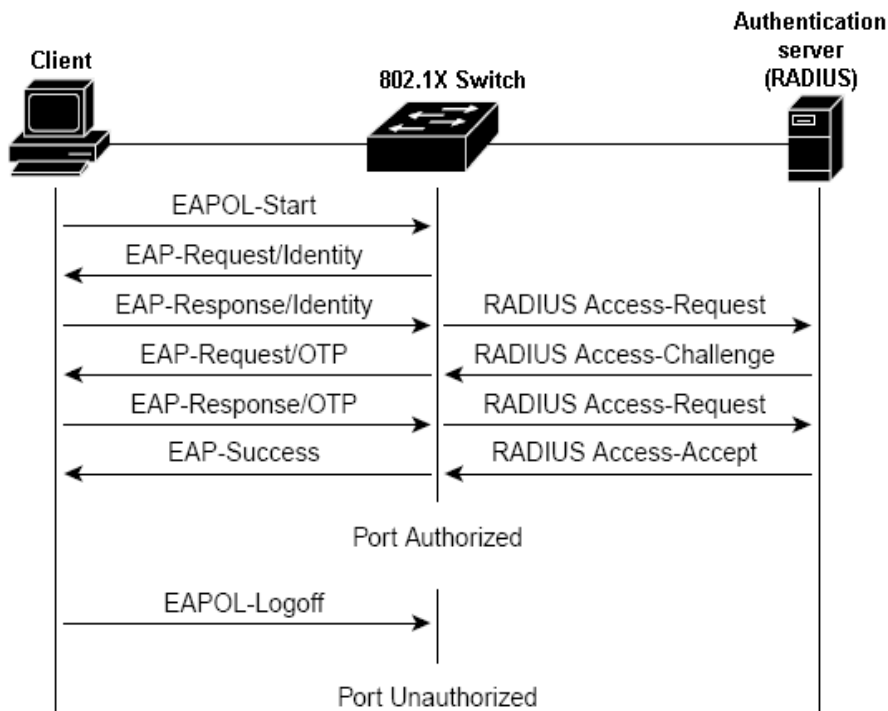 Client
802.1X Switch
Authentication
server
(RADIUS)
EAPOL-Start
EAP-Request/Identity
EAP-Response/Identity
RADIUS Access-Request
EAP-Request/OTP
RADIUS Access-Challenge
EAP-Response/OTP
RADIUS Access-Request
EAP-Success
RADIUS Access-Accept
Port Authorized
EAPOL-Logoff
Port Unauthorized